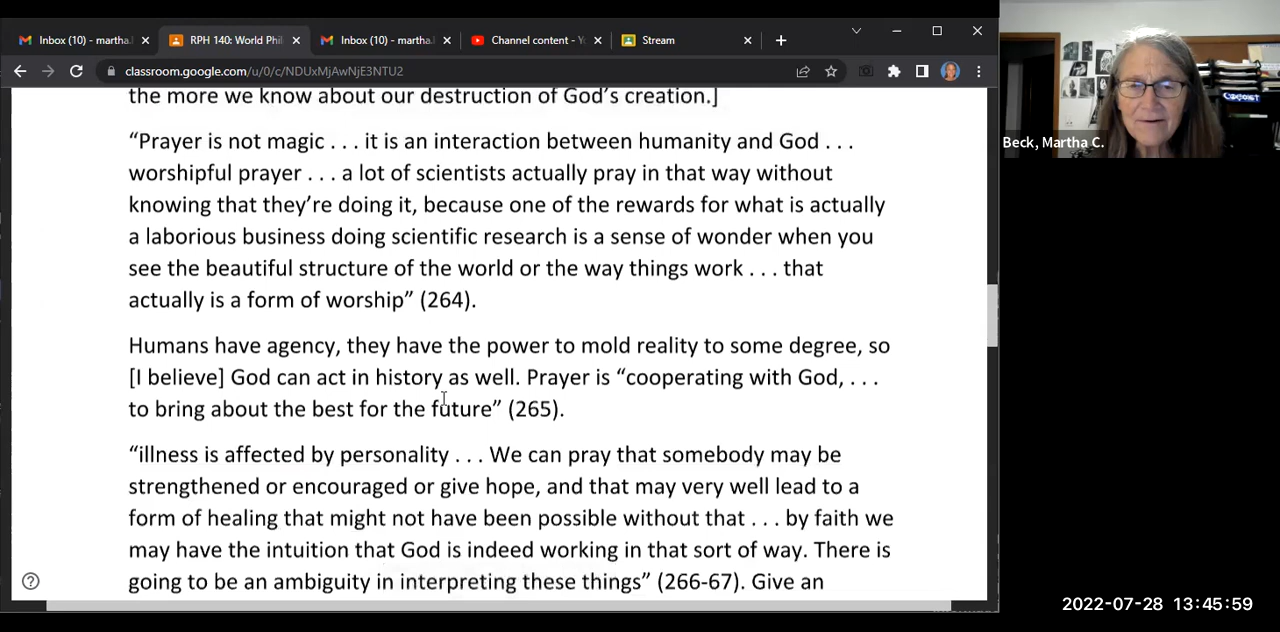 Inbox (10) - martha.
RPH 140: World Phil
Inbox (10) - martha.
Channel content - Yo
Stream
classroom.google.com/u/0/c/NDUxMjAwNjE3NTU2
the more we know about our destruction of God's creation.]
“Prayer is not magic . . . it is an interaction between humanity and God . . .
worshipful prayer . . . a lot of scientists actually pray in that way without
knowing that they’re doing it, because one of the rewards for what is actually
a laborious business doing scientific research is a sense of wonder when you
see the beautiful structure of the world or the way things work . . . that
actually is a form of worship” (264).
Humans have agency, they have the power to mold reality to some degree, so
[I believe] God can act in history as well. Prayer is “cooperating with God, . . .
to bring about the best for the future” (265).
“illness is affected by personality . . . We can pray that somebody may be
strengthened or encouraged or give hope, and that may very well lead to a
form of healing that might not have been possible without that . . . by faith we
may have the intuition that God is indeed working in that sort of way. There is
going to be an ambiguity in interpreting these things” (266-67). Give an
Beck, Martha C.
2022-07-28 13:45:59